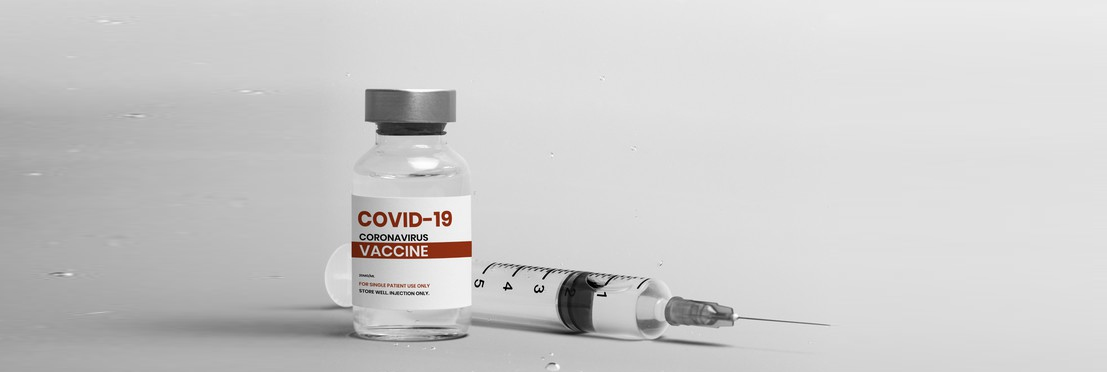 COVID-19
CORONAVIRUS
VACCINE
FOR SINGLE PATIENT USE ONLY
STORE WELL. INJECTION ONLY.
5 4 3 2 1